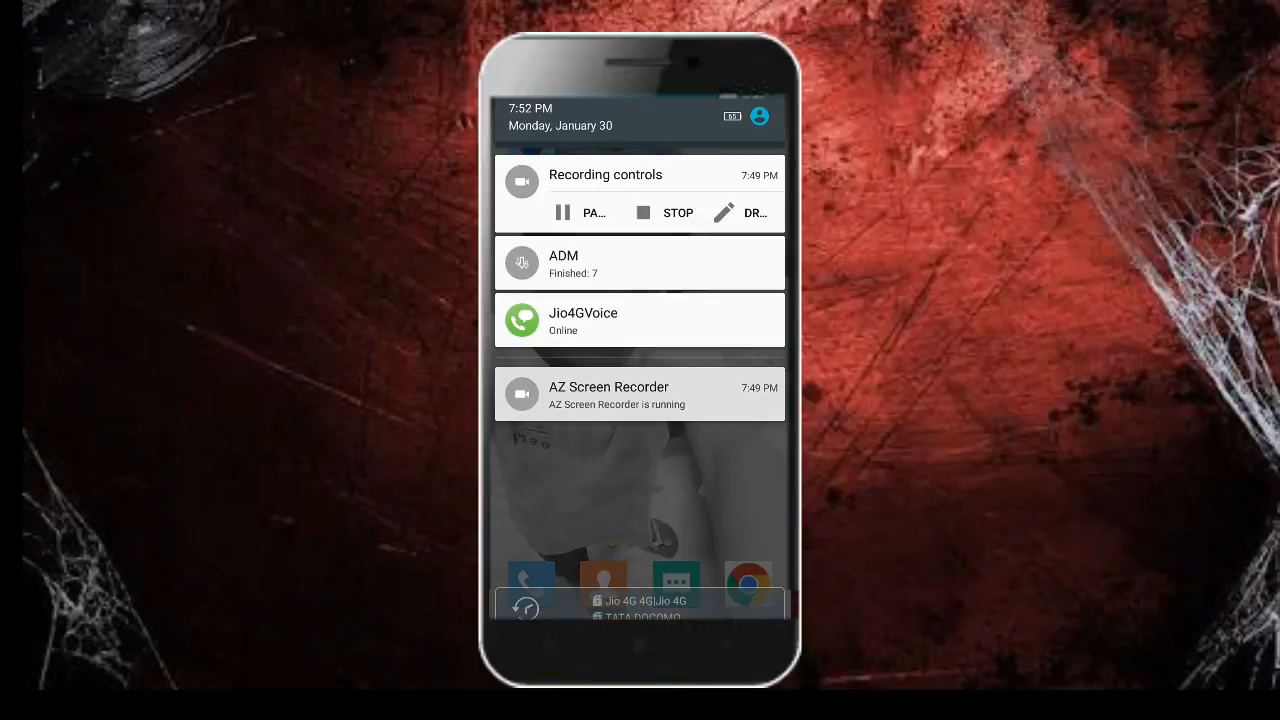 7:52 PM
Monday, January 30
65
Recording controls 7:49 PM
PA... STOP DR...
ADM
Finished: 7
Jio4GVoice
Online
AZ Screen Recorder 7:49 PM
AZ Screen Recorder is running
Jio 4G 4G|Jio 4G
TATA DOCOMO